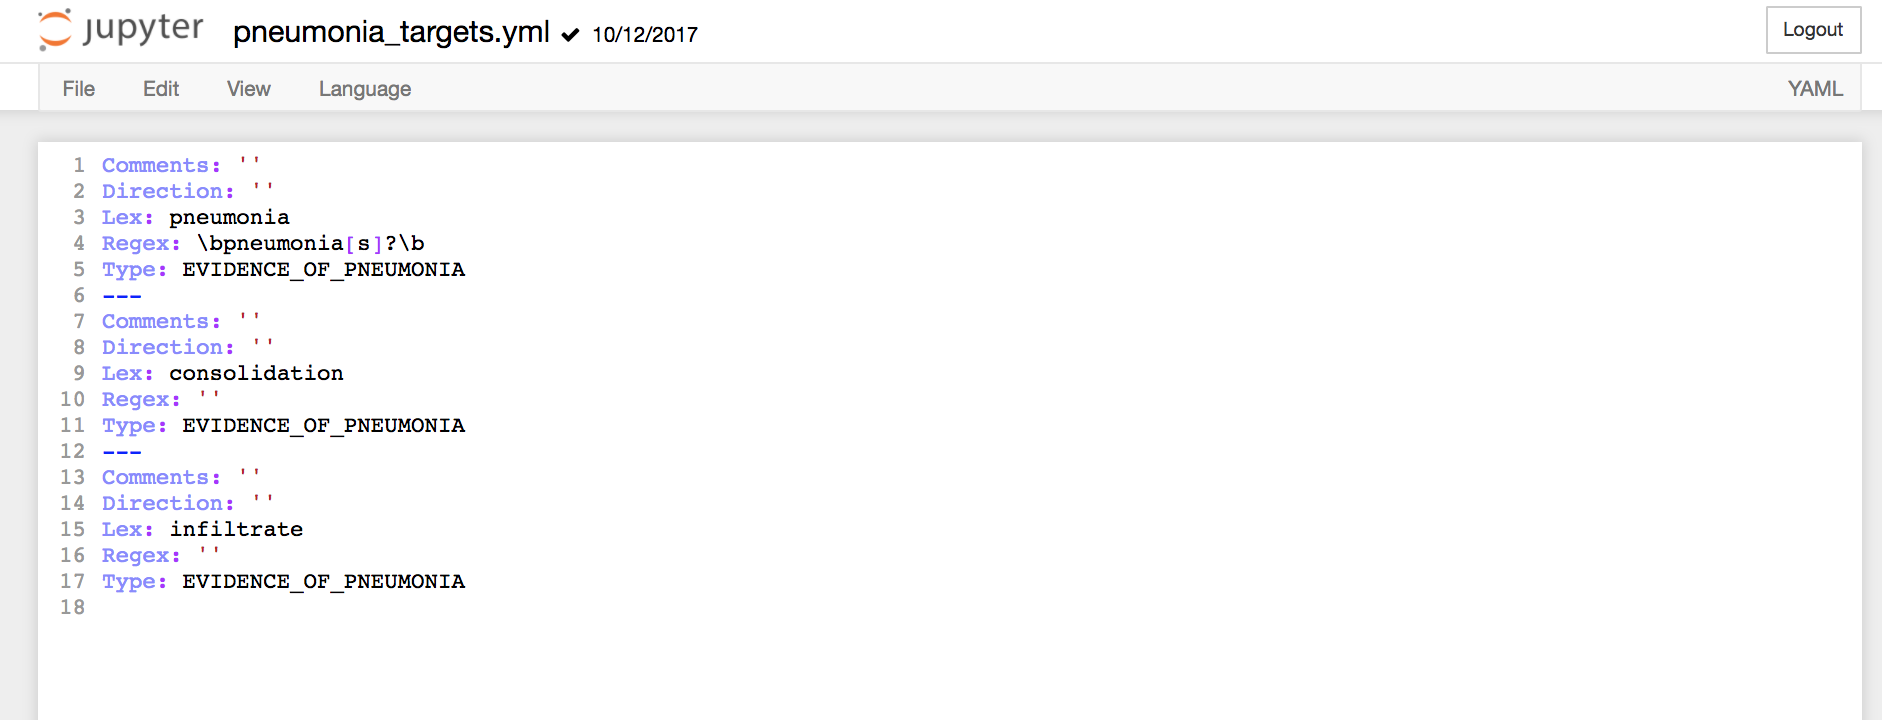 jupyter pneumonia_targets.yml ✔ 10/12/2017 Logout
File Edit View Language YAML
1 Comments: ''
2 Direction: ''
3 Lex: pneumonia
4 Regex: \bpneumonia[s]?\b
5 Type: EVIDENCE_OF_PNEUMONIA
6 ---
7 Comments: ''
8 Direction: ''
9 Lex: consolidation
10 Regex: ''
11 Type: EVIDENCE_OF_PNEUMONIA
12 ---
13 Comments: ''
14 Direction: ''
15 Lex: infiltrate
16 Regex: ''
17 Type: EVIDENCE_OF_PNEUMONIA
18